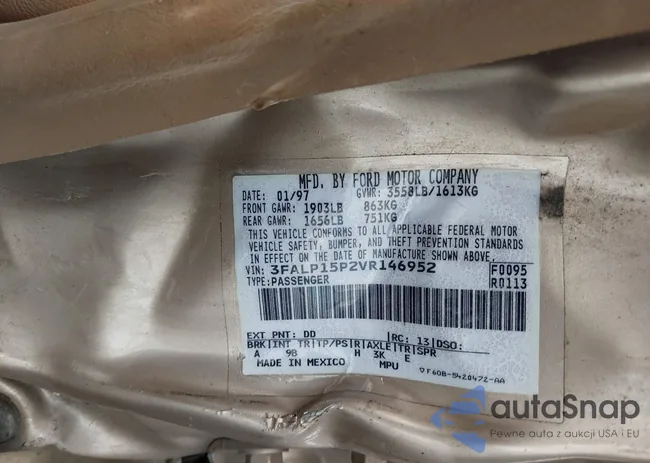 MFD. BY FORD MOTOR COMPANY
DATE: 01/97 GVWR: 3558LB/1613KG
FRONT GAWR: 1903LB 863KG
REAR GAWR: 1656LB 751KG
THIS VEHICLE CONFORMS TO ALL APPLICABLE FEDERAL MOTOR
VEHICLE SAFETY, BUMPER, AND THEFT PREVENTION STANDARDS
IN EFFECT ON THE DATE OF MANUFACTURE SHOWN ABOVE.
VIN: 3FALP15P2VR146952 F0095
TYPE: PASSENGER R0113
EXT PNT: DD RC: 13 DSO:
BRK INT TR TP/PS R AXLE TR SPR
A 9B H 3K E
MADE IN MEXICO MPU
F60B-5420472-AA
autaSnap
Pewne auta z aukcji USA i EU